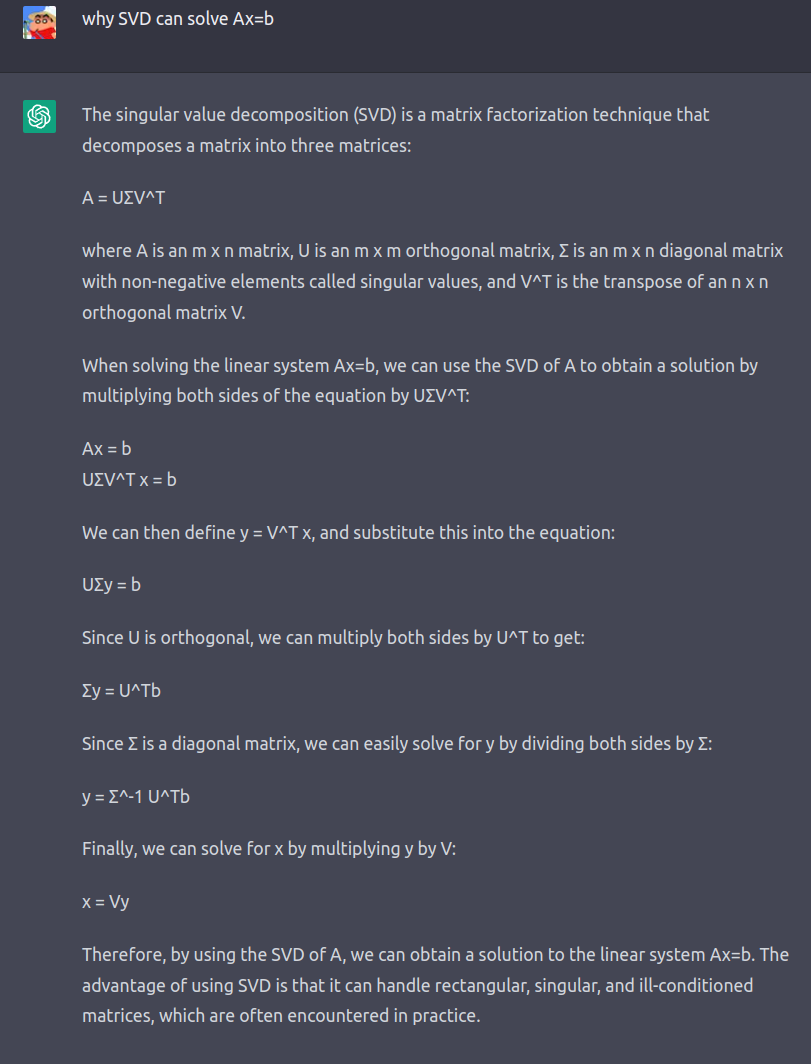 why SVD can solve Ax=b
The singular value decomposition (SVD) is a matrix factorization technique that
decomposes a matrix into three matrices:
A = UΣV^T
where A is an m x n matrix, U is an m x m orthogonal matrix, Σ is an m x n diagonal matrix
with non-negative elements called singular values, and V^T is the transpose of an n x n
orthogonal matrix V.
When solving the linear system Ax=b, we can use the SVD of A to obtain a solution by
multiplying both sides of the equation by UΣV^T:
Ax = b
UΣV^T x = b
We can then define y = V^T x, and substitute this into the equation:
UΣy = b
Since U is orthogonal, we can multiply both sides by U^T to get:
Σy = U^Tb
Since Σ is a diagonal matrix, we can easily solve for y by dividing both sides by Σ:
y = Σ^-1 U^Tb
Finally, we can solve for x by multiplying y by V:
x = Vy
Therefore, by using the SVD of A, we can obtain a solution to the linear system Ax=b. The
advantage of using SVD is that it can handle rectangular, singular, and ill-conditioned
matrices, which are often encountered in practice.